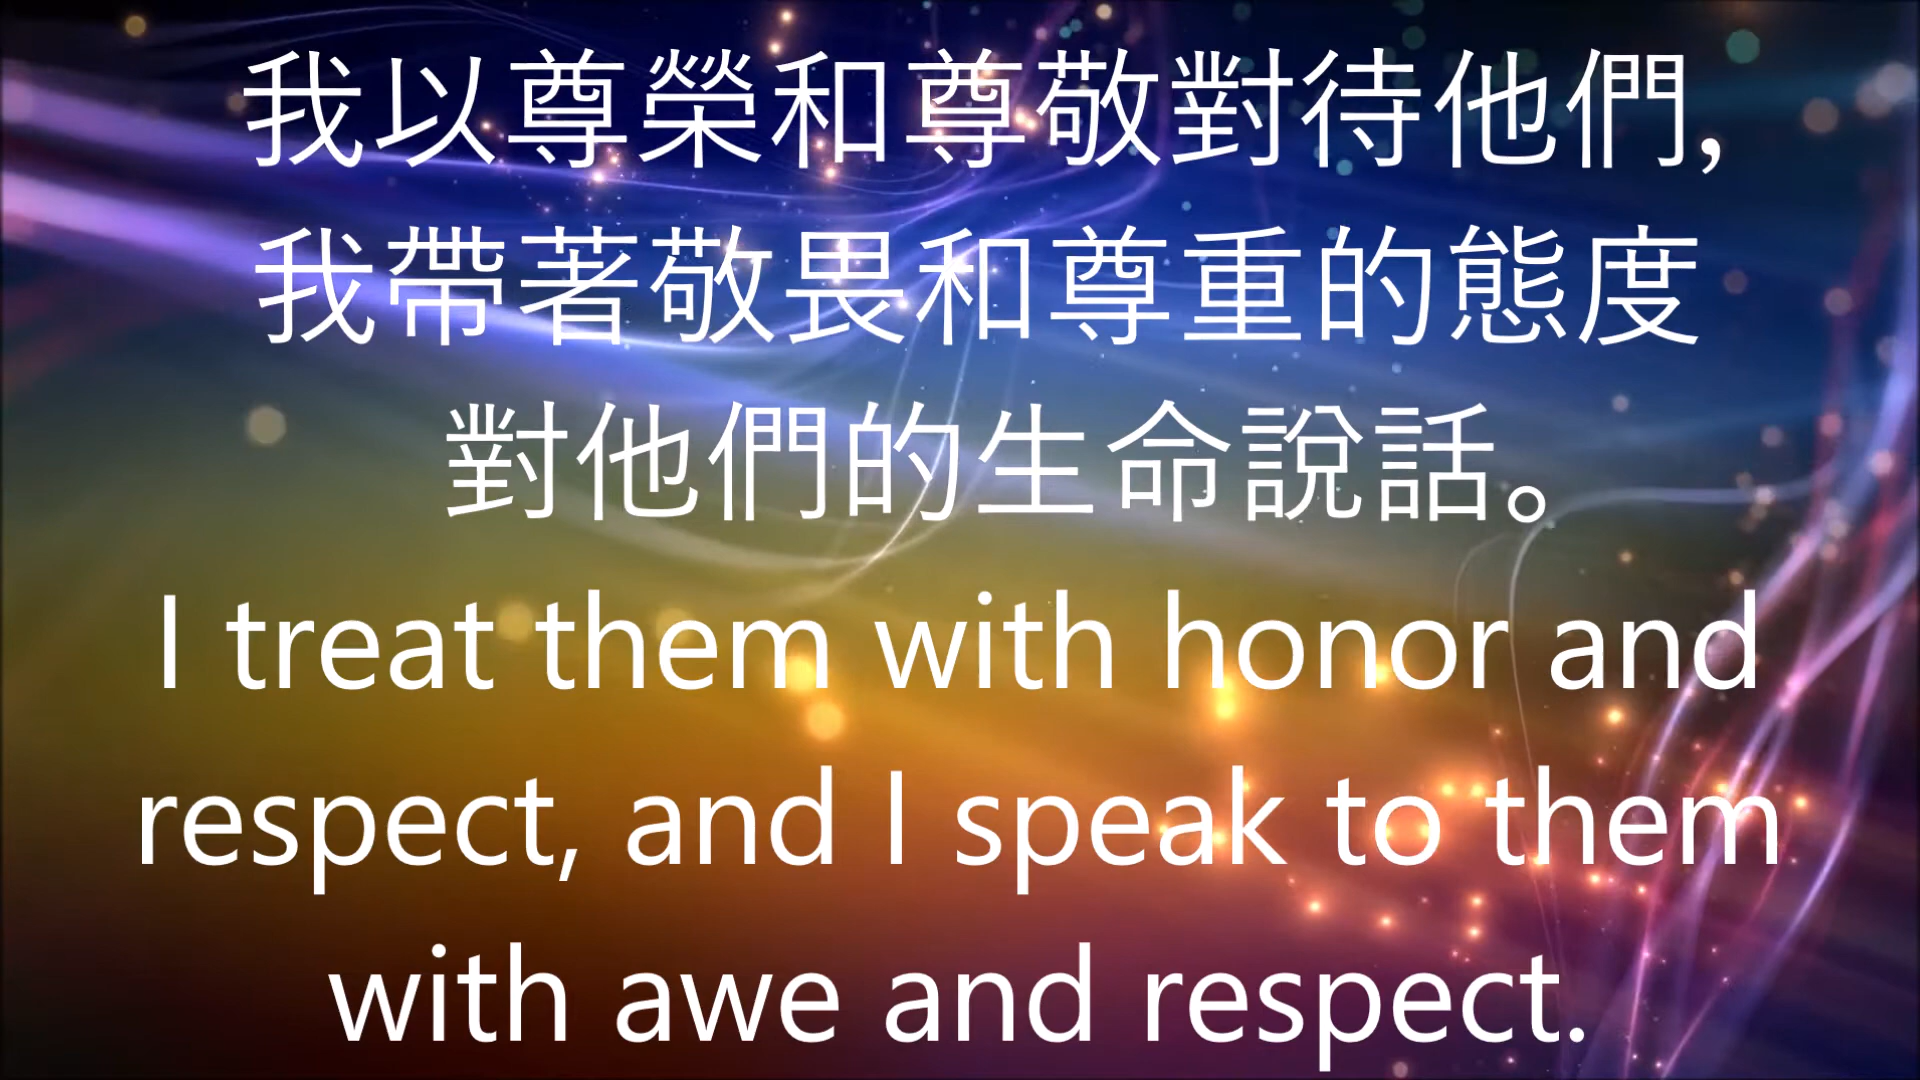 我以尊榮和尊敬對待他們,
我帶著敬畏和尊重的態度
對他們的生命說話。
I treat them with honor and
respect, and I speak to them
with awe and respect.